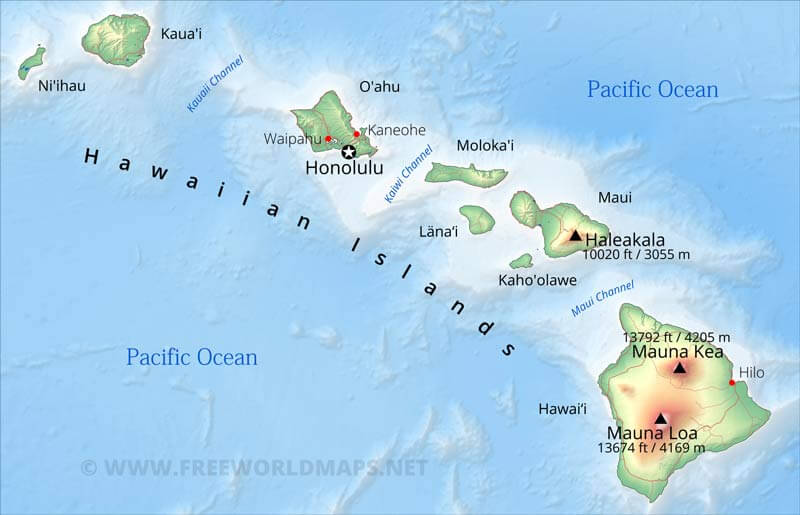 Kaua'i
Ni'ihau
Kauaii Channel
O'ahu
Pacific Ocean
Waipahu
Kaneohe
Honolulu
Kaiwi Channel
Moloka'i
Hawaiian Islands
Maui
Läna'i
Haleakala
10020 ft / 3055 m
Kaho'olawe
Maui Channel
Pacific Ocean
13792 ft / 4205 m
Mauna Kea
Hilo
Hawai'i
Mauna Loa
13674 ft / 4169 m
© WWW.FREEWORLDMAPS.NET